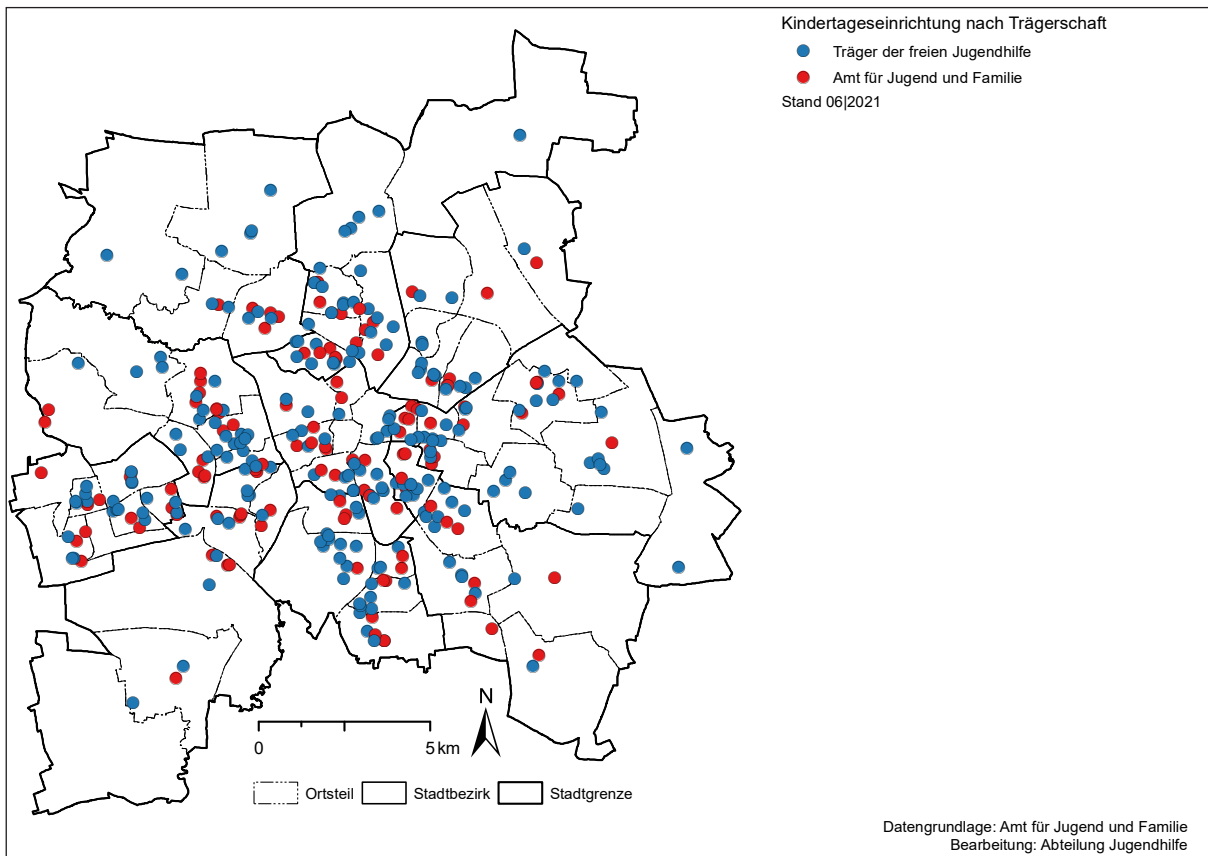 Kindertageseinrichtung nach Trägerschaft
Träger der freien Jugendhilfe
Amt für Jugend und Familie
Stand 06|2021
N
0 5 km
Ortsteil Stadtbezirk Stadtgrenze
Datengrundlage: Amt für Jugend und Familie
Bearbeitung: Abteilung Jugendhilfe